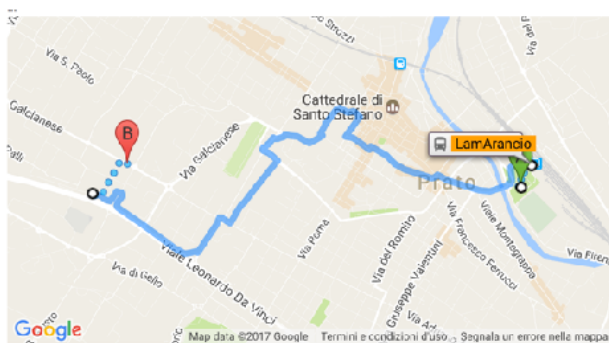 Via S. Paolo
Strozzi
Galcianese
B
Via Galcianese
Cattedrale di
Santo Stefano
LamArancio
Prato
Via Roma
Via del Romito
Giuseppe Valentini
Via Francesco Ferrucci
Viale Montegrappa
Via di Gello
Viale Leonardo Da Vinci
Google
Map data ©2017 Google
Termini e condizioni d'uso
Segnala un errore nella mappa